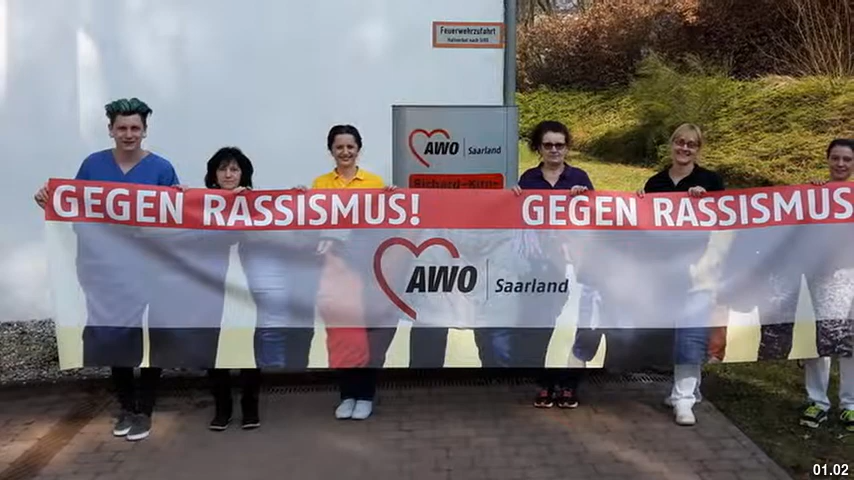 Feuerwehrzufahrt
AWO Saarland
GEGEN RASSISMUS! GEGEN RASSISMUS
AWO Saarland
01.02